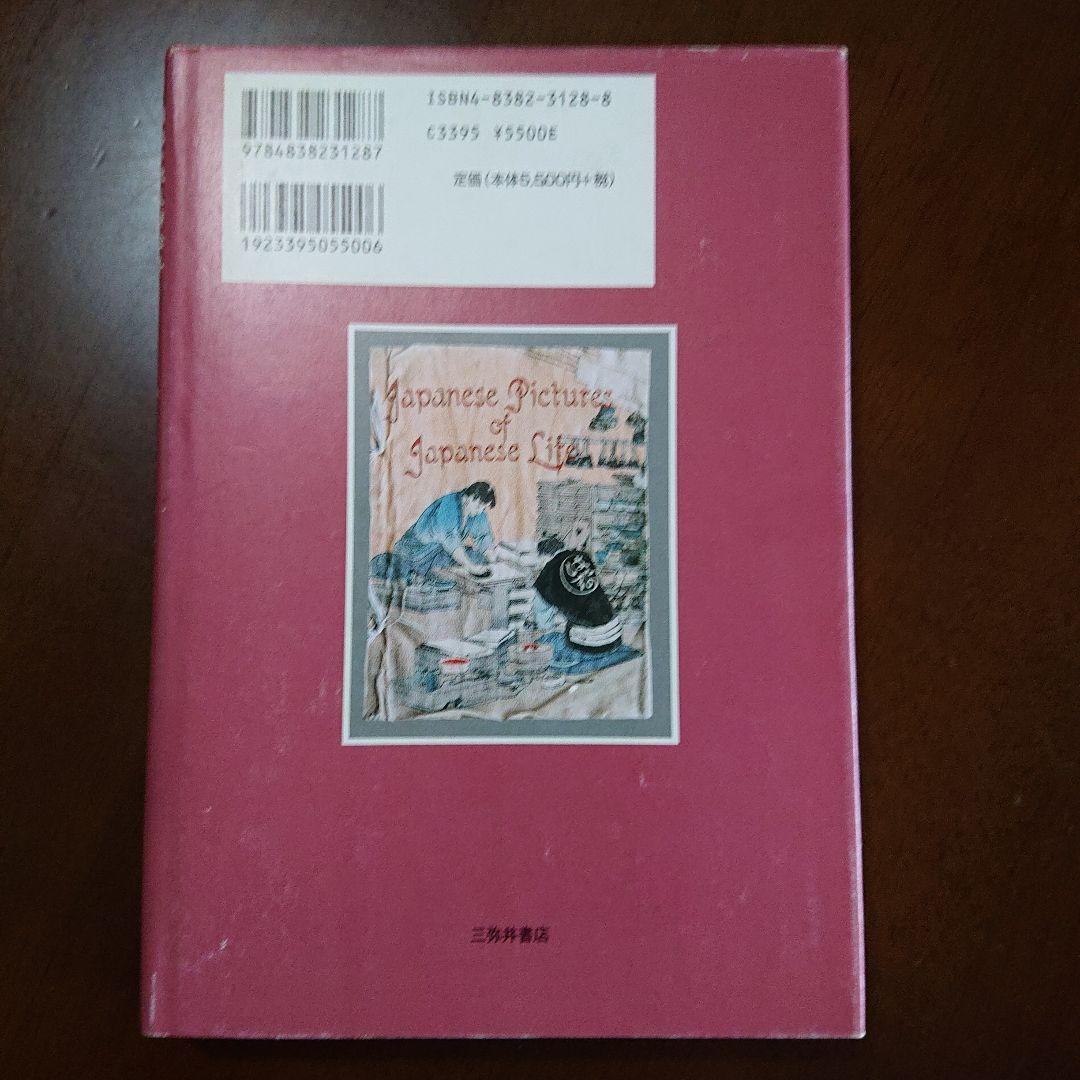 ISBN4-8382-3128-8
C3395 ¥5500E
定価(本体5,500円+税)
9784838231287
1923395055006
Japanese Pictures
of
Japanese Life
三弥井書店